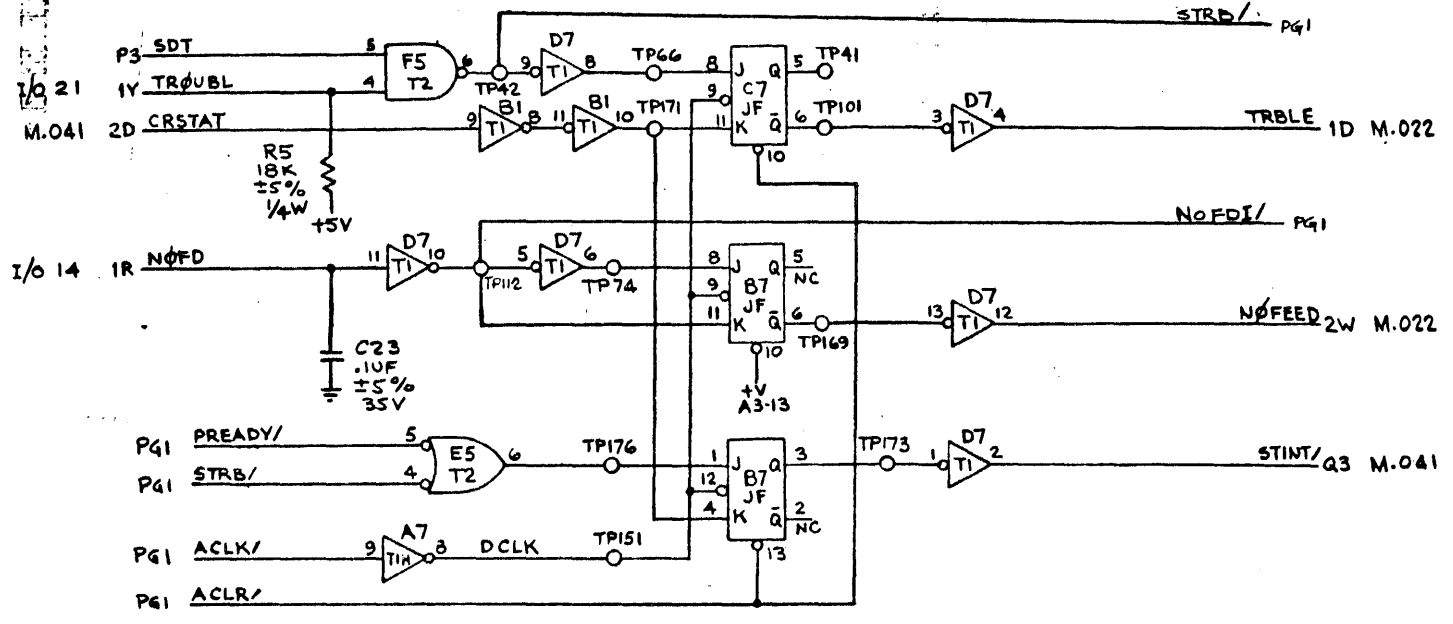 STRB/ PG1
P3 SDT 5 F5 T2 6 TP42 9 D7 T1 8 TP66 8 J Q 5 TP41
I/O 21 1Y TRØUBL 4 9 C7 JF
M.041 2D CRSTAT 9 B1 T1 8 11 B1 T1 10 TP171 11 K Q̅ 6 TP101 3 D7 T1 4 TRBLE 1D M.022
10
R5
18K
±5%
1/4W
+5V
NOFDI/ PG1
I/O 14 1R NØFD 11 D7 T1 10 TP112 5 D7 T1 6 TP74 8 J Q 5 NC
9 B7 JF
11 K Q̅ 6 TP169 13 D7 T1 12 NØFEED 2W M.022
10
+V
A3-13
C23
.1UF
±5%
35V
PG1 PREADY/ 5 E5 T2 6 TP176 1 J Q 3 TP173 1 D7 T1 2 STINT/ Q3 M.041
PG1 STRB/ 4 12 B7 JF
4 K Q̅ 2 NC
PG1 ACLK/ 9 A7 T1H 8 DCLK TP151 13
PG1 ACLR/